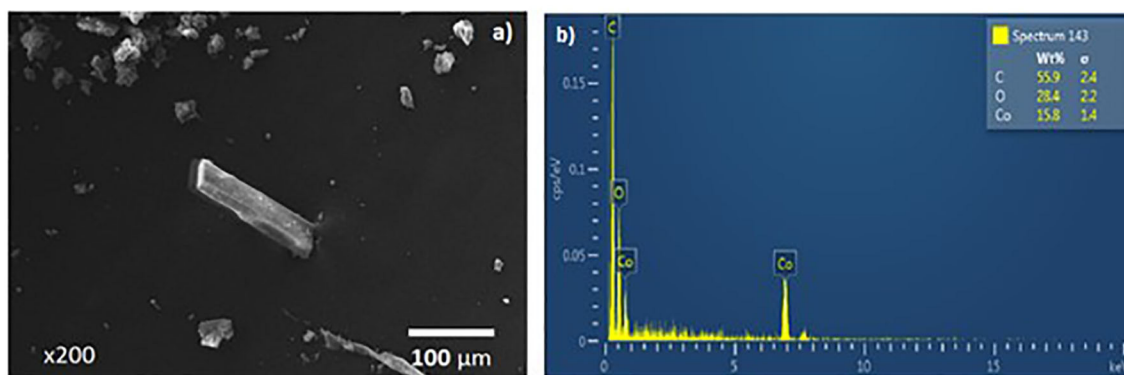 a)
x200
100 µm
b)
Spectrum 143
Wt% σ
C 55.9 2.4
O 28.4 2.2
Co 15.8 1.4
cps/eV
0.15
0.1
0.05
0
C
O
Co
Co
0 5 10 15